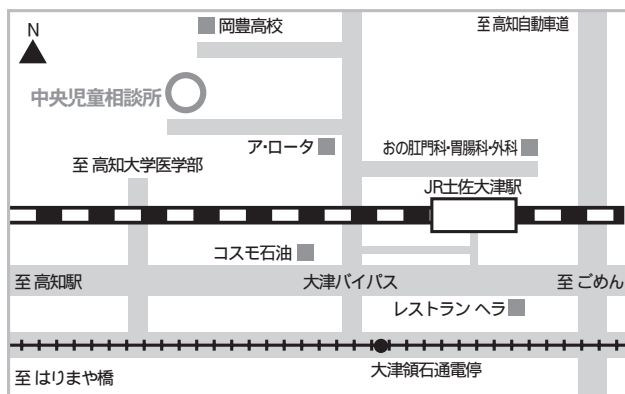 N
岡豊高校
至 高知自動車道
中央児童相談所
ア・ロータ
おの肛門科・胃腸科・外科
至 高知大学医学部
JR土佐大津駅
コスモ石油
至 高知駅
大津バイパス
至 ごめん
レストラン ヘラ
大津領石通電停
至 はりまや橋